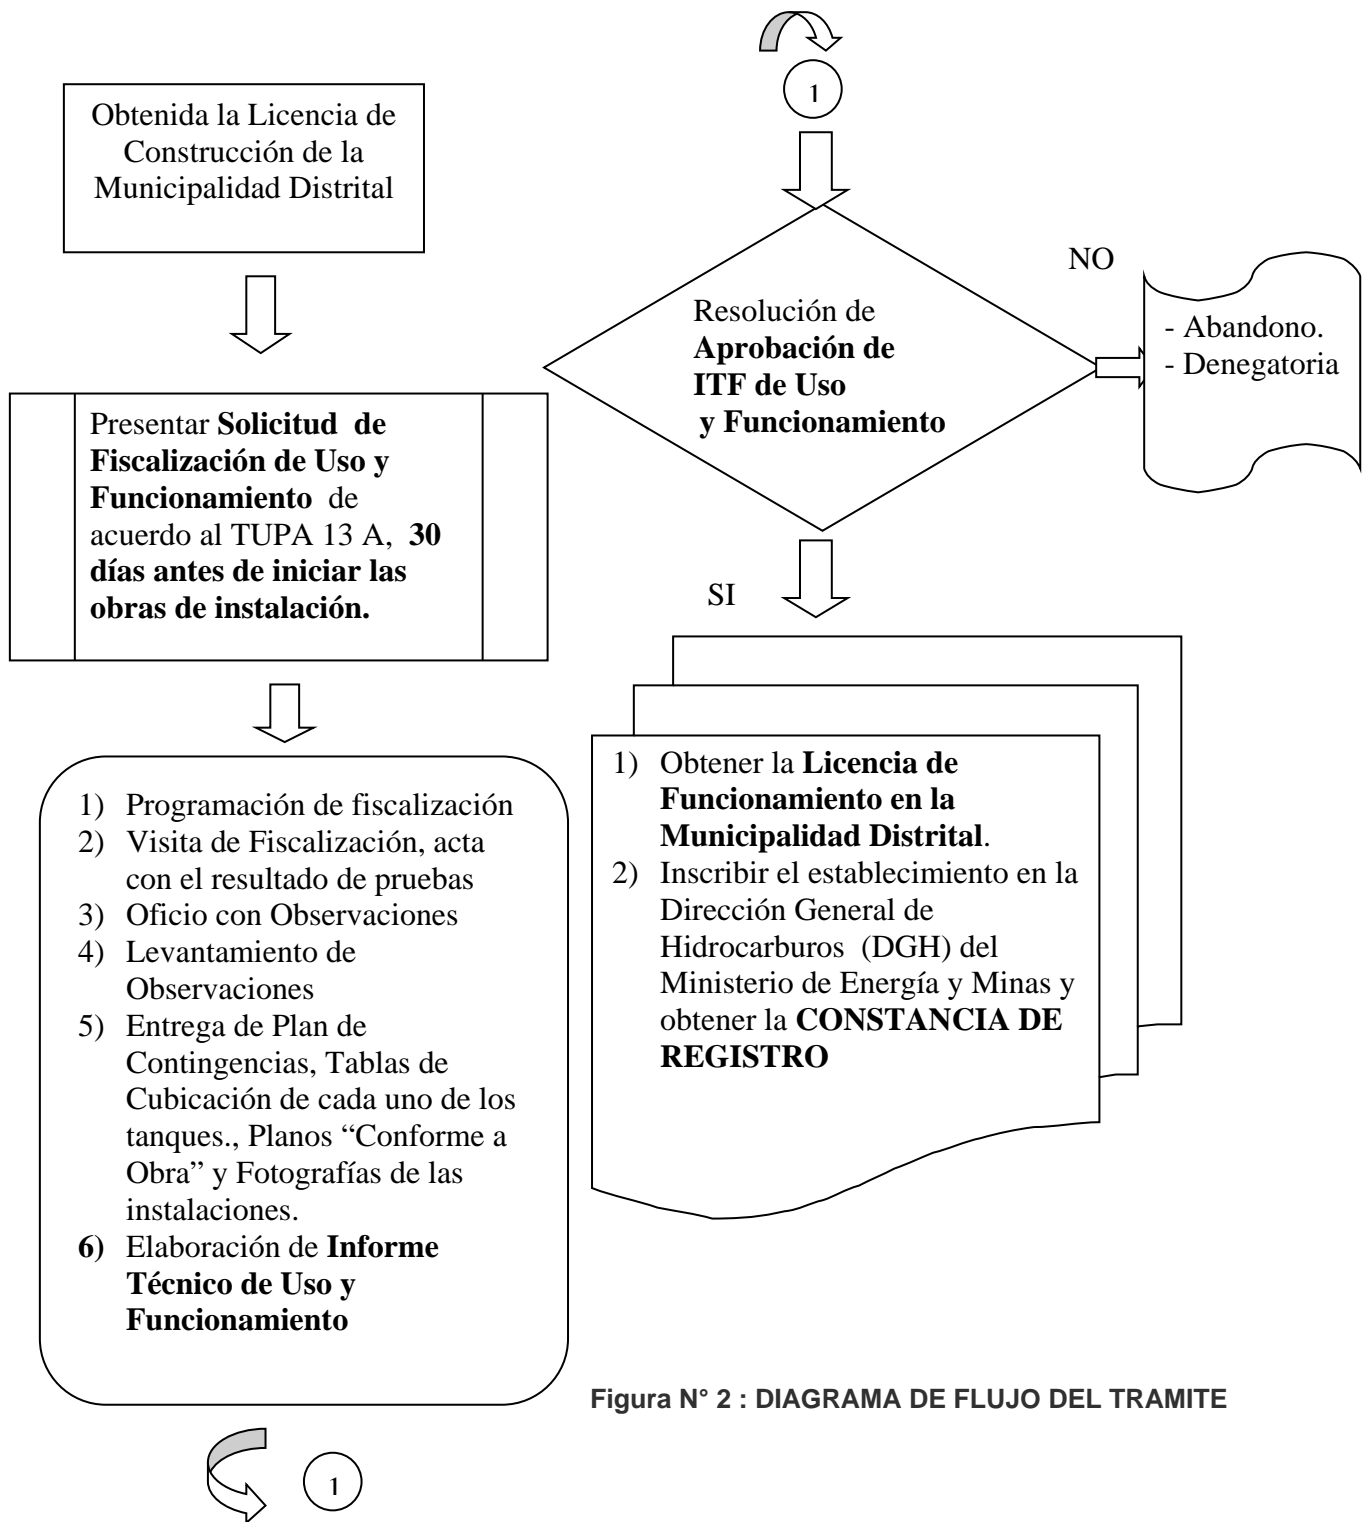 Obtenida la Licencia de
Construcción de la
Municipalidad Distrital
Presentar Solicitud de
Fiscalización de Uso y
Funcionamiento de
acuerdo al TUPA 13 A, 30
días antes de iniciar las
obras de instalación.
1) Programación de fiscalización
2) Visita de Fiscalización, acta
con el resultado de pruebas
3) Oficio con Observaciones
4) Levantamiento de
Observaciones
5) Entrega de Plan de
Contingencias, Tablas de
Cubicación de cada uno de los
tanques., Planos “Conforme a
Obra” y Fotografías de las
instalaciones.
6) Elaboración de Informe
Técnico de Uso y
Funcionamiento
1
1
Resolución de
Aprobación de
ITF de Uso
y Funcionamiento
NO
- Abandono.
- Denegatoria
SI
1) Obtener la Licencia de
Funcionamiento en la
Municipalidad Distrital.
2) Inscribir el establecimiento en la
Dirección General de
Hidrocarburos (DGH) del
Ministerio de Energía y Minas y
obtener la CONSTANCIA DE
REGISTRO
Figura N° 2 : DIAGRAMA DE FLUJO DEL TRAMITE